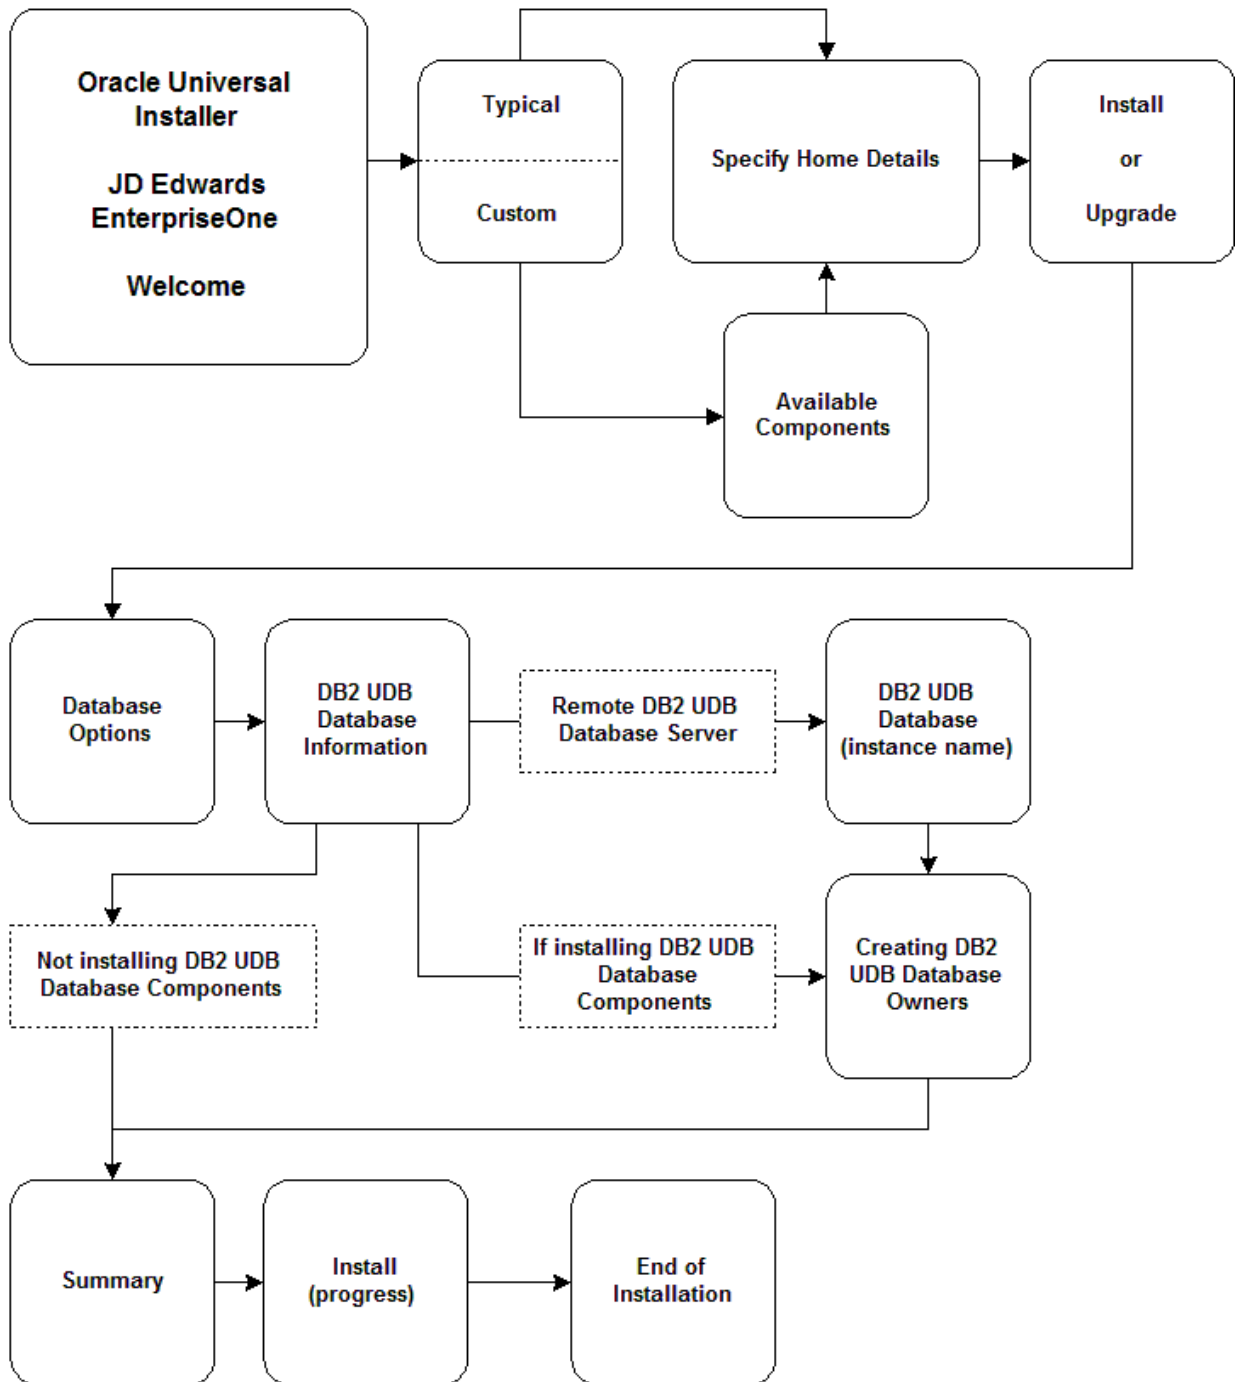 Oracle Universal
Installer
JD Edwards
EnterpriseOne
Welcome
Typical
Custom
Specify Home Details
Install
or
Upgrade
Available
Components
Database
Options
DB2 UDB
Database
Information
Remote DB2 UDB
Database Server
DB2 UDB
Database
(instance name)
Not installing DB2 UDB
Database Components
If installing DB2 UDB
Database
Components
Creating DB2
UDB Database
Owners
Summary
Install
(progress)
End of
Installation